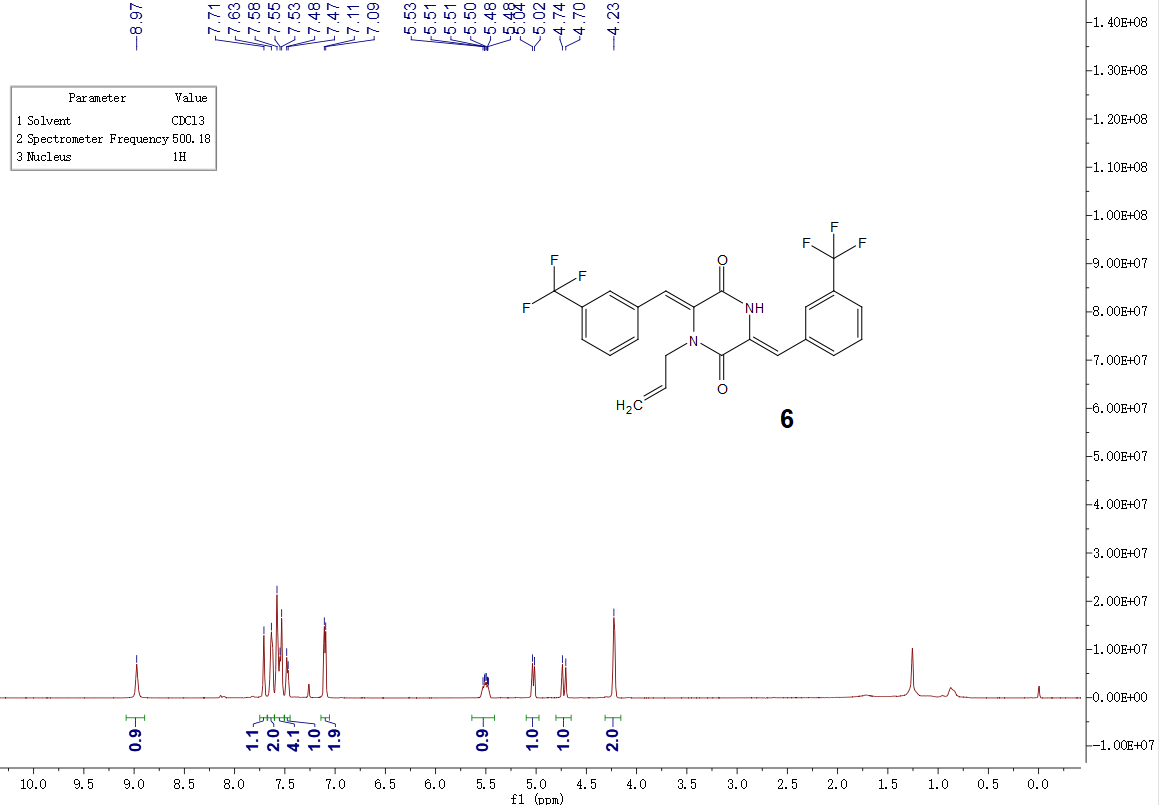 8.97
7.71
7.63
7.58
7.55
7.53
7.48
7.47
7.11
7.09
5.53
5.51
5.51
5.50
5.48
5.48
5.04
5.02
4.74
4.70
4.23
Parameter Value
1 Solvent CDCl3
2 Spectrometer Frequency 500.18
3 Nucleus 1H
F
F
F
O
NH
N
O
H2C
F
F
F
6
1.40E+08
1.30E+08
1.20E+08
1.10E+08
1.00E+08
9.00E+07
8.00E+07
7.00E+07
6.00E+07
5.00E+07
4.00E+07
3.00E+07
2.00E+07
1.00E+07
0.00E+00
-1.00E+07
0.9
1.1
2.0
4.1
1.0
1.9
0.9
1.0
1.0
2.0
10.0 9.5 9.0 8.5 8.0 7.5 7.0 6.5 6.0 5.5 5.0 4.5 4.0 3.5 3.0 2.5 2.0 1.5 1.0 0.5 0.0
f1 (ppm)